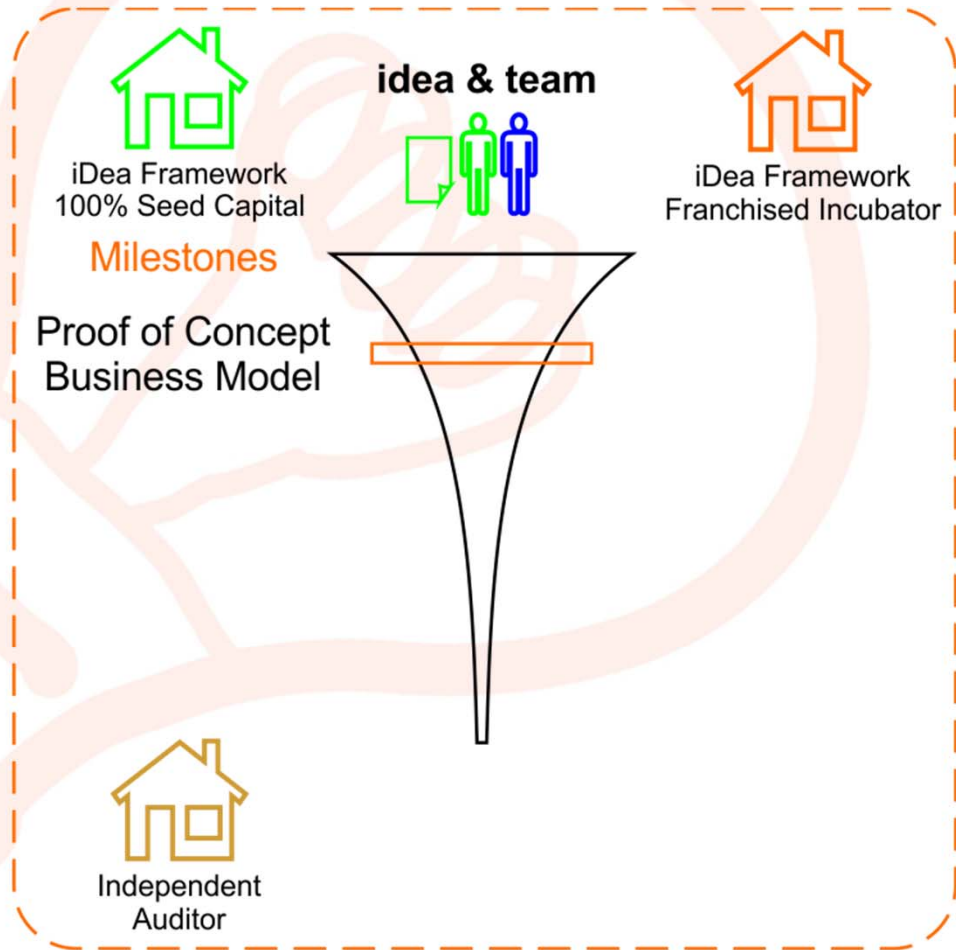 idea & team
iDea Framework
100% Seed Capital
iDea Framework
Franchised Incubator
Milestones
Proof of Concept
Business Model
Independent
Auditor